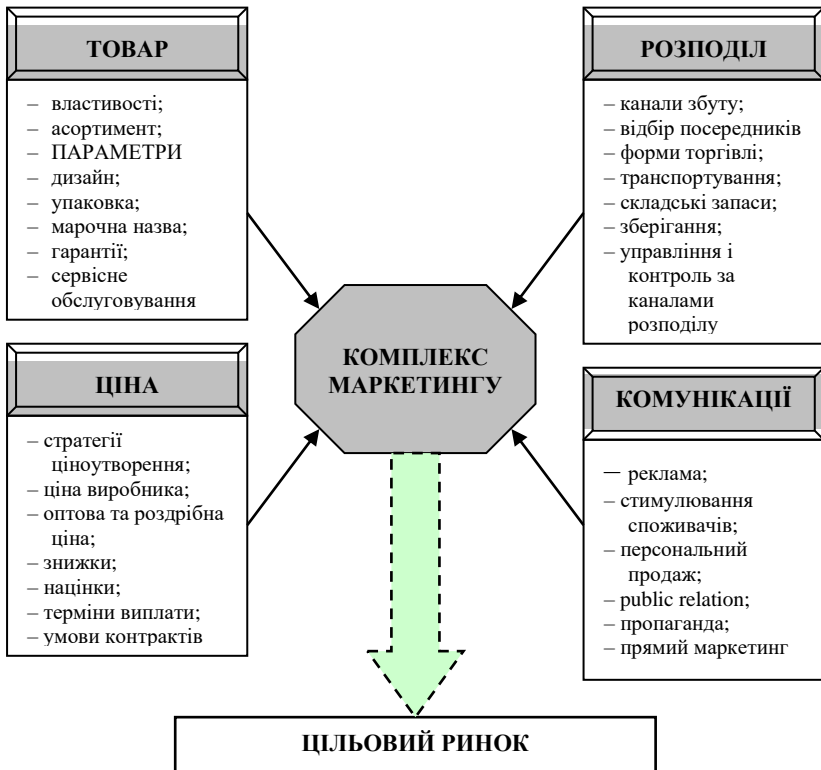 ТОВАР
– властивості;
– асортимент;
– ПАРАМЕТРИ
– дизайн;
– упаковка;
– марочна назва;
– гарантії;
– сервісне
обслуговування
РОЗПОДІЛ
– канали збуту;
– відбір посередників
– форми торгівлі;
– транспортування;
– складські запаси;
– зберігання;
– управління і
контроль за
каналами
розподілу
КОМПЛЕКС
МАРКЕТИНГУ
ЦІНА
– стратегії
ціноутворення;
– ціна виробника;
– оптова та роздрібна
ціна;
– знижки;
– націнки;
– терміни виплати;
– умови контрактів
КОМУНІКАЦІЇ
– реклама;
– стимулювання
споживачів;
– персональний
продаж;
– public relation;
– пропаганда;
– прямий маркетинг
ЦІЛЬОВИЙ РИНОК